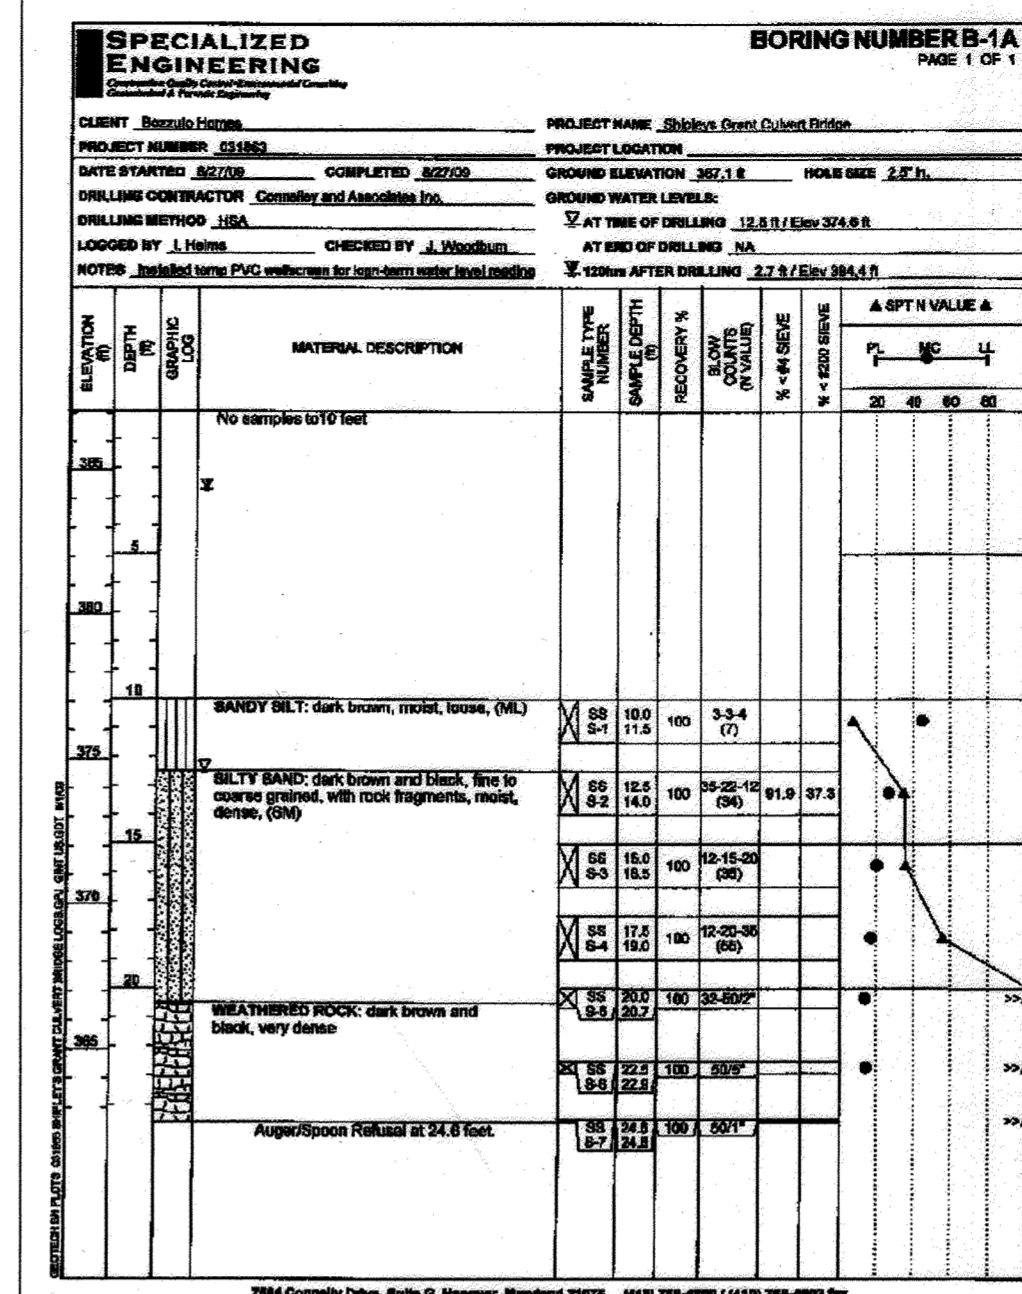 SPECIALIZED
ENGINEERING
BORING NUMBER B-1A
PAGE 1 OF 1
Construction Quality Control•Environmental Consulting
Geotechnical & Forensic Engineering
CLIENT Bozzuto Homes
PROJECT NAME Shipleys Grant Culvert Bridge
PROJECT NUMBER 031863
PROJECT LOCATION
DATE STARTED 8/27/09 COMPLETED 8/27/09
GROUND ELEVATION 387.1 ft HOLE SIZE 2.5" in.
DRILLING CONTRACTOR Connelley and Associates Inc.
GROUND WATER LEVELS:
DRILLING METHOD HSA
AT TIME OF DRILLING 12.5 ft / Elev 374.6 ft
LOGGED BY I. Helms CHECKED BY J. Woodburn
AT END OF DRILLING NA
NOTES Installed temp PVC wellscreen for logn-term water level reading
120hrs AFTER DRILLING 2.7 ft / Elev 384.4 ft
ELEVATION (ft)
DEPTH (ft)
GRAPHIC LOG
MATERIAL DESCRIPTION
SAMPLE TYPE NUMBER
SAMPLE DEPTH (ft)
RECOVERY %
BLOW COUNTS (N VALUE)
% < #4 SIEVE
% < #200 SIEVE
▲ SPT N VALUE ▲
PL MC LL
20 40 60 80
No samples to10 feet
385
5
380
10
SANDY SILT: dark brown, moist, loose, (ML)
SS S-1 10.0 11.5 100 3-3-4 (7)
375
SILTY SAND: dark brown and black, fine to
coarse grained, with rock fragments, moist,
dense, (SM)
SS S-2 12.5 14.0 100 35-22-12 (34) 91.9 37.3
15
SS S-3 15.0 16.5 100 12-15-20 (35)
370
SS S-4 17.5 19.0 100 12-20-35 (55)
20
SS S-5 20.0 20.7 100 32-50/2"
WEATHERED ROCK: dark brown and
black, very dense
>>
365
SS S-6 22.5 22.9 100 50/5"
>>
Auger/Spoon Refusal at 24.6 feet.
SS S-7 100 50/1"
>>